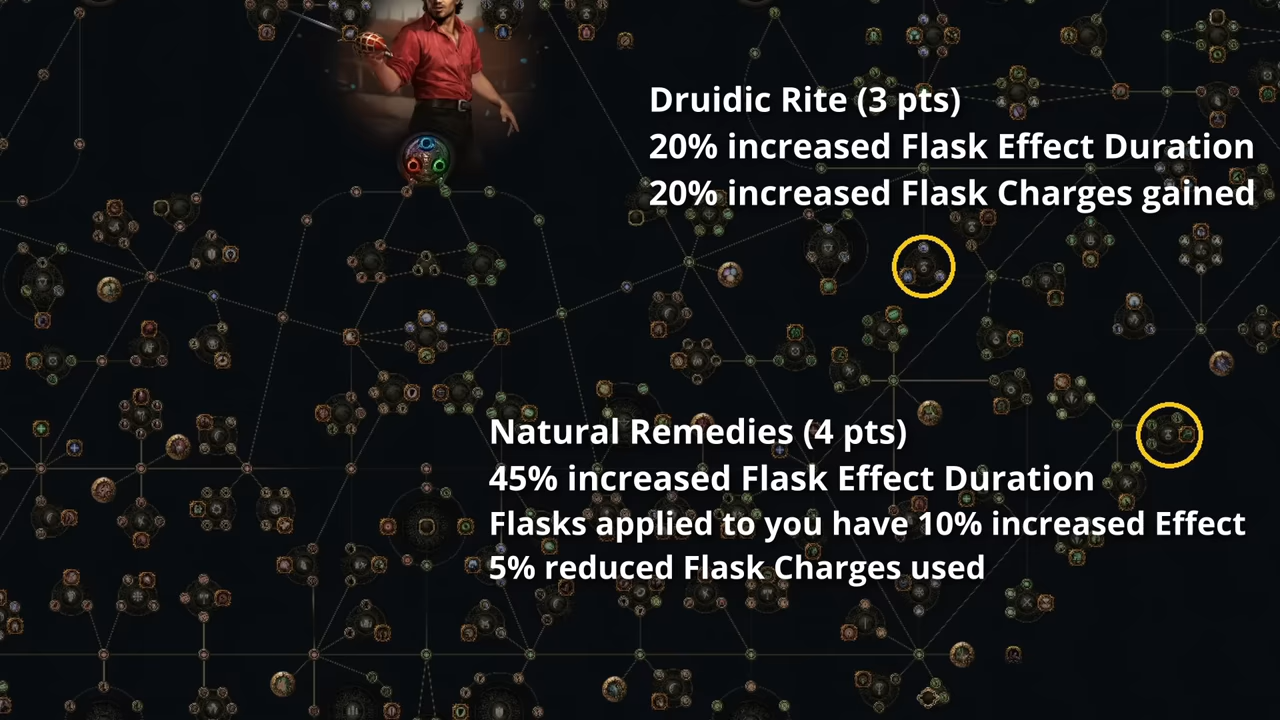 Druidic Rite (3 pts)
20% increased Flask Effect Duration
20% increased Flask Charges gained
Natural Remedies (4 pts)
45% increased Flask Effect Duration
Flasks applied to you have 10% increased Effect
5% reduced Flask Charges used